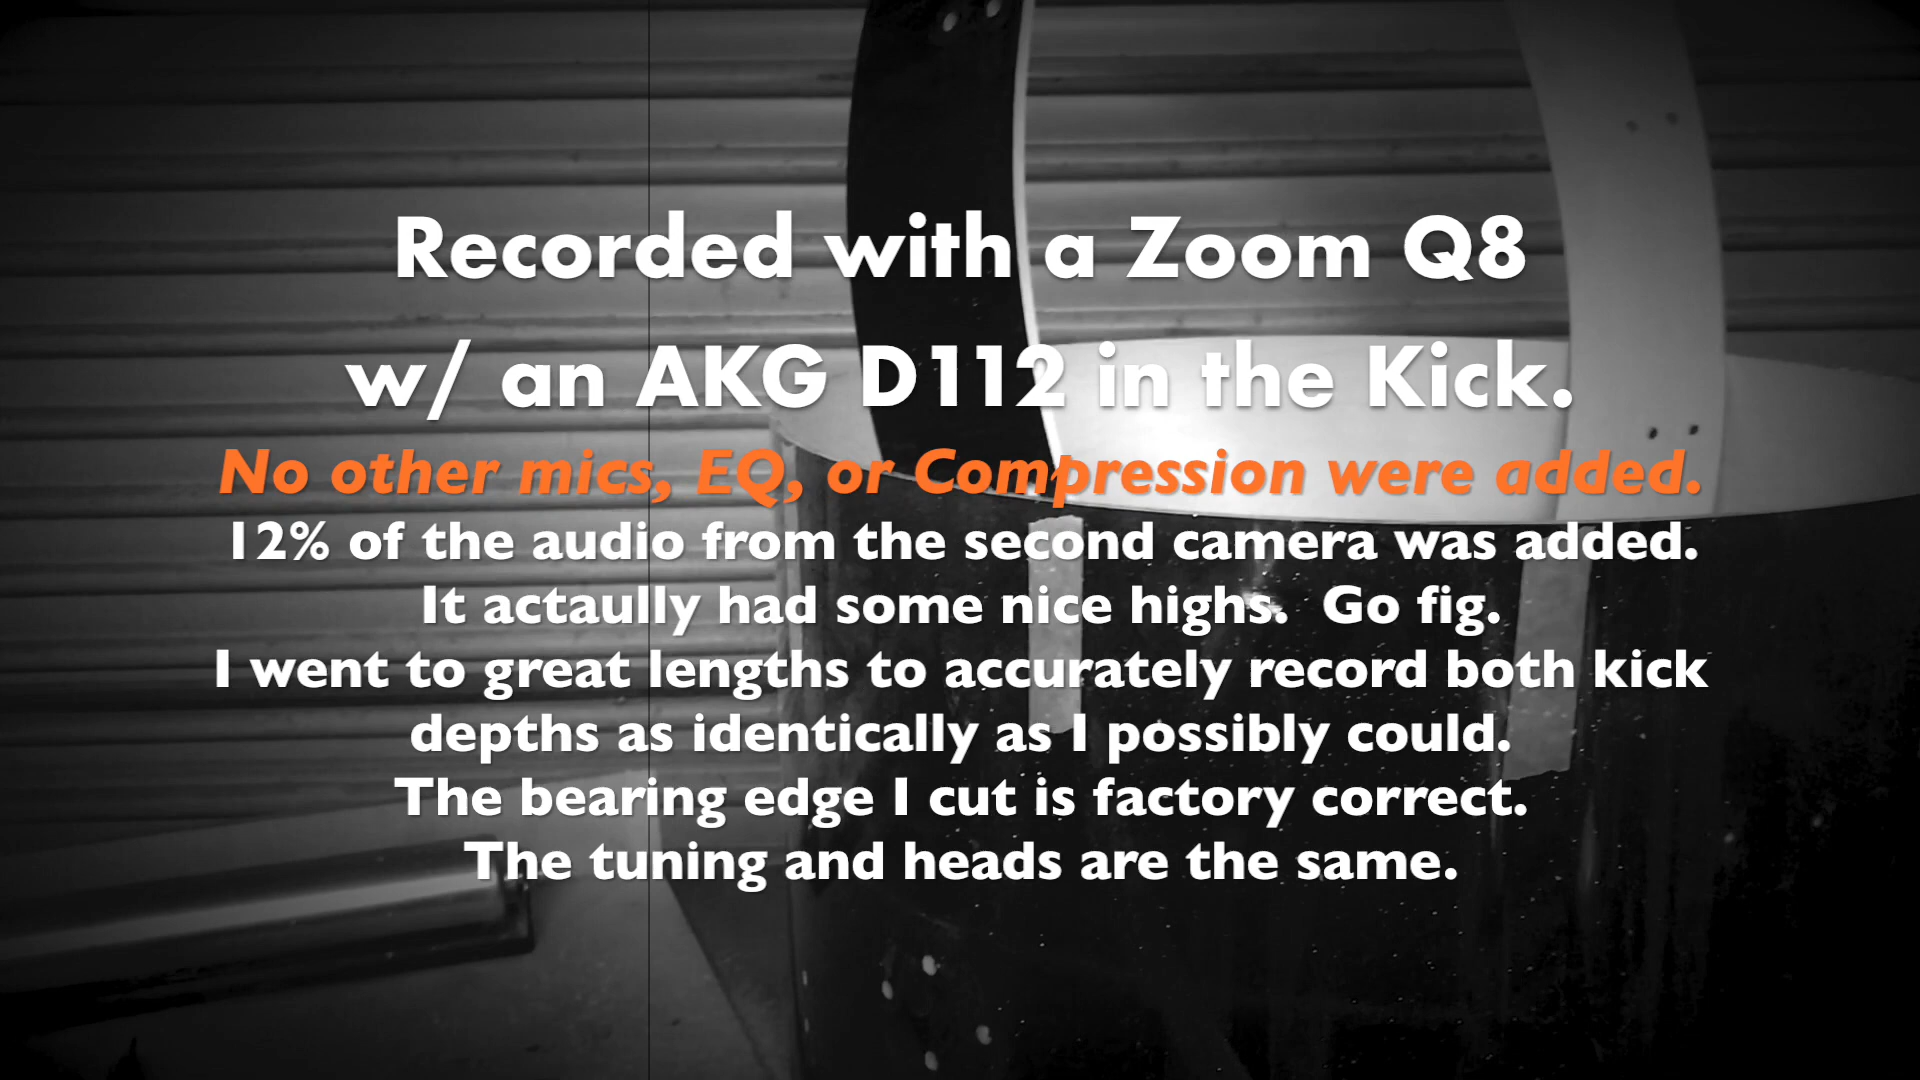 Recorded with a Zoom Q8
w/ an AKG D112 in the Kick.
No other mics, EQ, or Compression were added.
12% of the audio from the second camera was added.
It actaully had some nice highs.  Go fig.
I went to great lengths to accurately record both kick
depths as identically as I possibly could.
The bearing edge I cut is factory correct.
The tuning and heads are the same.